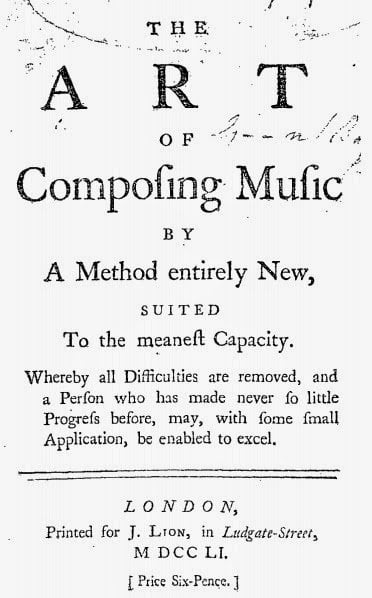 THE
ART
OF
Compoſing Muſic
BY
A Method entirely New,
SUITED
To the meaneſt Capacity.
Whereby all Difficulties are removed, and
a Perſon who has made never ſo little
Progreſs before, may, with ſome ſmall
Application, be enabled to excel.
LONDON,
Printed for J. LION, in Ludgate-Street,
M DCC LI.
[ Price Six-Pence. ]